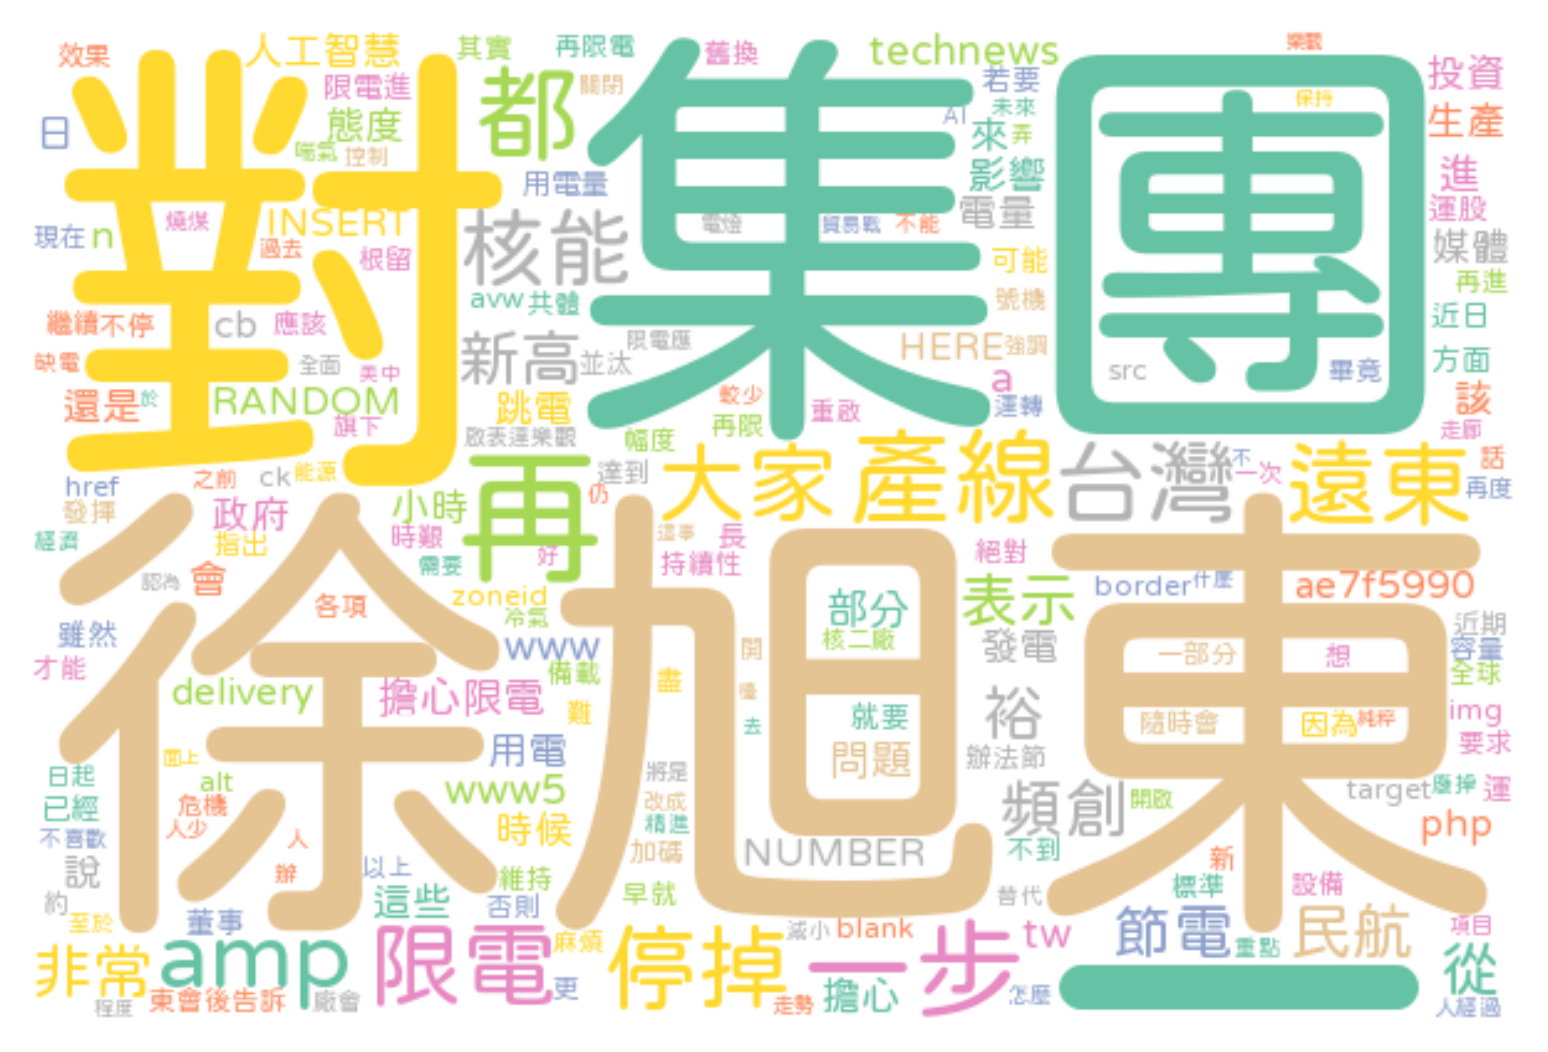 效果
人工智慧
其實
再限電
舊換
technews
樂觀
投資
限電進
都
關閉
若要
保持
日
對
態度
集
團
AI
未來
生產
喘氣
控制
來
弄
用電量
影響
進
燒煤
INSERT
核能
電燈
貿易戰
不能
電量
運股
現在
n
過去
根留
可能
媒體
avw
共體
號機
再進
繼續不停
cb
應該
新高
限電應
HERE
強調
近日
缺電
全面
美中
並汰
a
src
畢竟
方面
還是
於
RANDOM
跳電
較少
重啟
運轉
該
旗下
啟表達樂觀
幅度
再限
走廊
href
之前
ck
能源
再
達到
大家
產線
台灣
不
一次
遠東
話
再度
發揮
政府
小時
仍
經濟
指出
時艱
這事
長
需要
好
持續性
絕對
認為
會
各項
zoneid
冷氣
徐旭東
部分
表示
border
什麼
ae7f5990
雖然
www
核二廠
發電
一部分
想
近期
容量
才能
delivery
擔心限電
備載
盡
開
臺
全球
難
去
就要
裕
隨時會
因為
純粹
img
用電
問題
辦法節
要求
日起
面上
alt
www5
將是
target
廢掉
運
已經
危機
改成
頻創
開啟
人少
時候
精進
php
不喜歡
人
加碼
NUMBER
不到
新
說
辦
以上
維持
標準
設備
約
這些
否則
早就
替代
至於
董事
非常
amp
限電
麻煩
停掉
減小
blank
一步
tw
節電
重點
民航
項目
從
一
程度
東會後告訴
廠會
更
走勢
擔心
怎麼
人經過